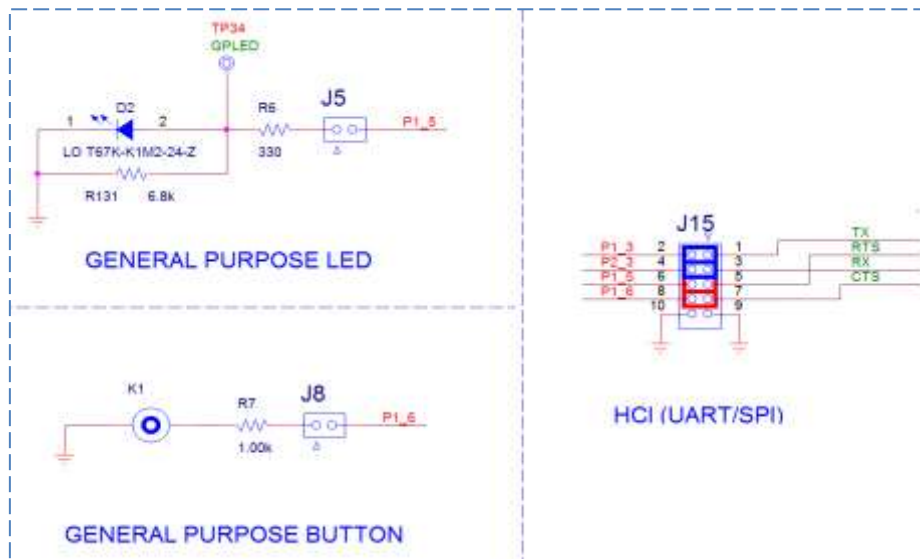 TP34
GPLED
J5
D2
R6
1
2
P1_5
LO T67K-K1M2-24-Z
330
R131 6.8k
GENERAL PURPOSE LED
K1
R7
J8
P1_6
1.00k
GENERAL PURPOSE BUTTON
J15
TX
P1_3 2 1 RTS
P2_3 4 3 RX
P1_5 6 5 CTS
P1_6 8 7
10 9
HCI (UART/SPI)